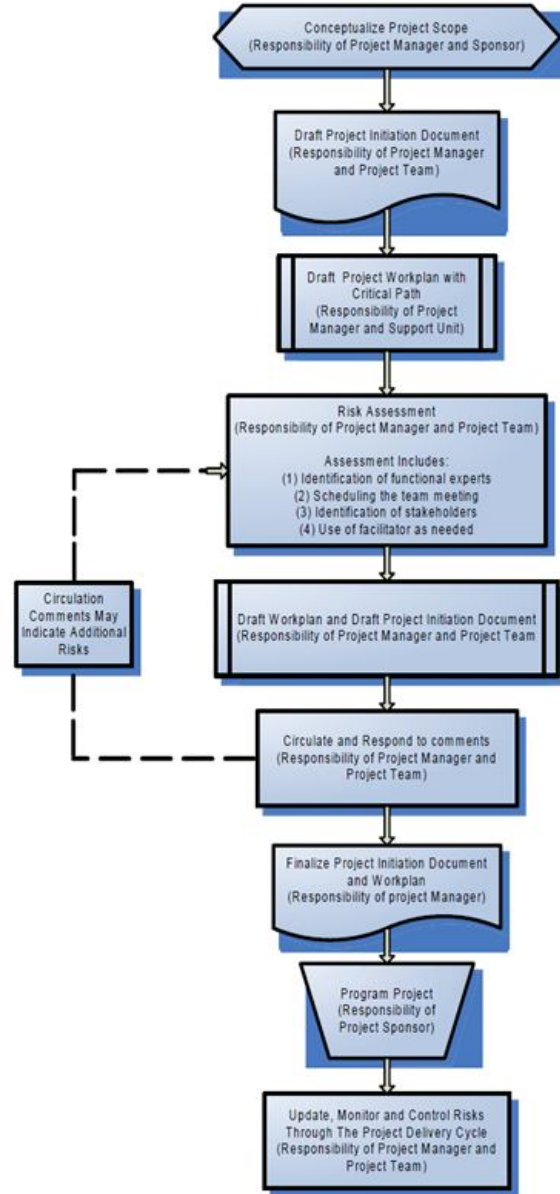 Conceptualize Project Scope
(Responsibility of Project Manager and Sponsor)
Draft Project Initiation Document
(Responsibility of Project Manager
and Project Team)
Draft Project Workplan with
Critical Path
(Responsibility of Project
Manager and Support Unit)
Risk Assessment
(Responsibility of Project Manager and Project Team)
Assessment Includes:
(1) Identification of functional experts
(2) Scheduling the team meeting
(3) Identification of stakeholders
(4) Use of facilitator as needed
Circulation
Comments May
Indicate Additional
Risks
Draft Workplan and Draft Project Initiation Document
(Responsibility of Project Manager and Project Team
Circulate and Respond to comments
(Responsibility of Project Manager and
Project Team)
Finalize Project Initiation Document
and Workplan
(Responsibility of project Manager)
Program Project
(Responsibility of
Project Sponsor)
Update, Monitor and Control Risks
Through The Project Delivery Cycle
(Responsibility of Project Manager and
Project Team)